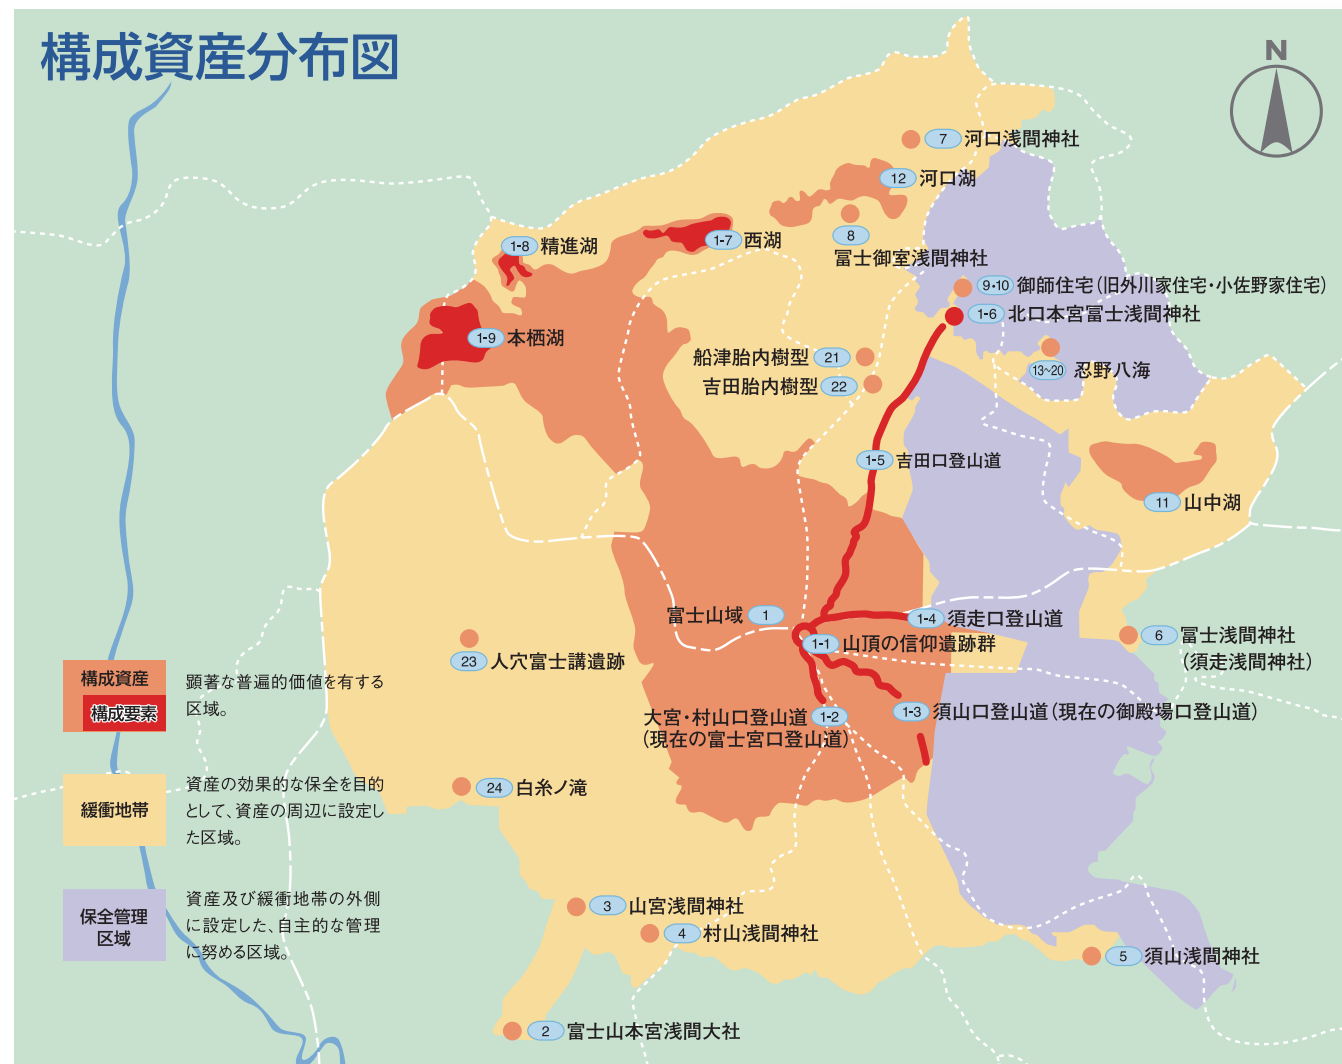 構成資産分布図
N
7 河口浅間神社
12 河口湖
1-8 精進湖
1-7 西湖
8
冨士御室浅間神社
9・10 御師住宅(旧外川家住宅・小佐野家住宅)
1-6 北口本宮冨士浅間神社
1-9 本栖湖
船津胎内樹型 21
吉田胎内樹型 22
13~20 忍野八海
1-5 吉田口登山道
11 山中湖
富士山域 1
1-4 須走口登山道
1-1 山頂の信仰遺跡群
6 冨士浅間神社
(須走浅間神社)
23 人穴富士講遺跡
大宮・村山口登山道 1-2
(現在の富士宮口登山道)
1-3 須山口登山道(現在の御殿場口登山道)
24 白糸ノ滝
3 山宮浅間神社
4 村山浅間神社
5 須山浅間神社
2 富士山本宮浅間大社
構成資産
構成要素
顕著な普遍的価値を有する
区域。
緩衝地帯
資産の効果的な保全を目的
として、資産の周辺に設定し
た区域。
保全管理
区域
資産及び緩衝地帯の外側
に設定した、自主的な管理
に努める区域。